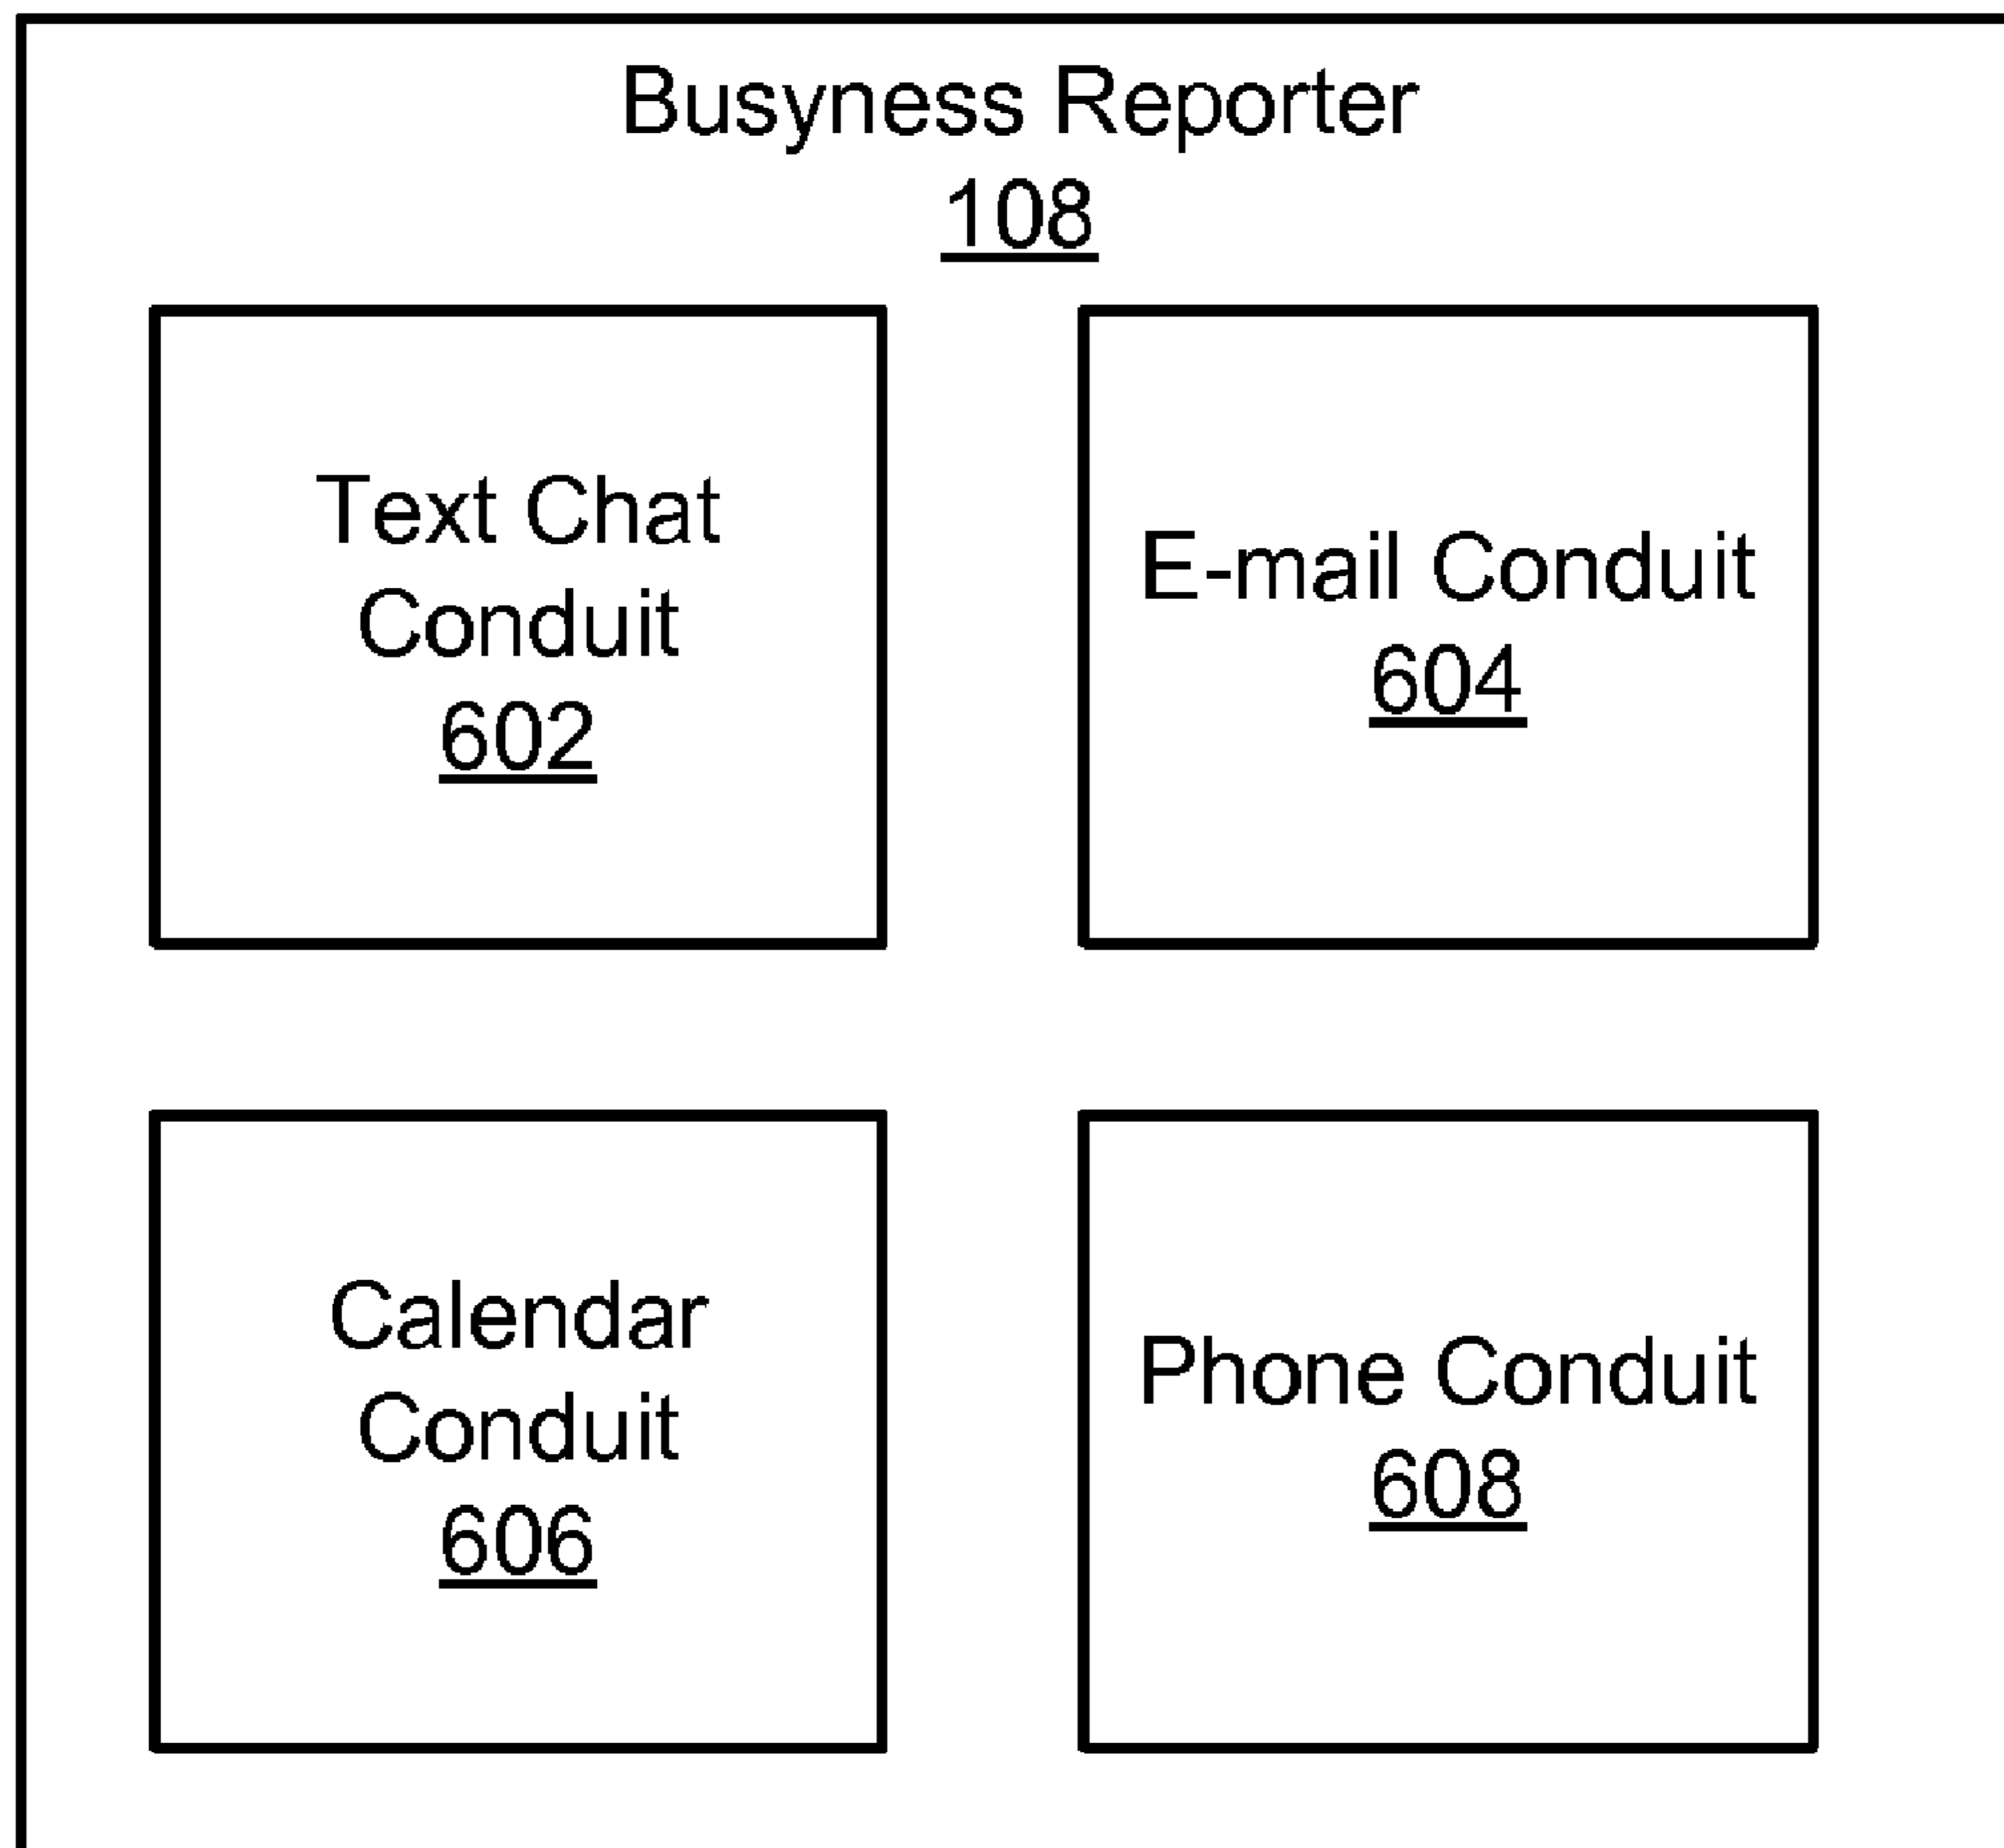 Busyness Reporter
108
Text Chat
Conduit
602
E-mail Conduit
604
Calendar
Conduit
606
Phone Conduit
608